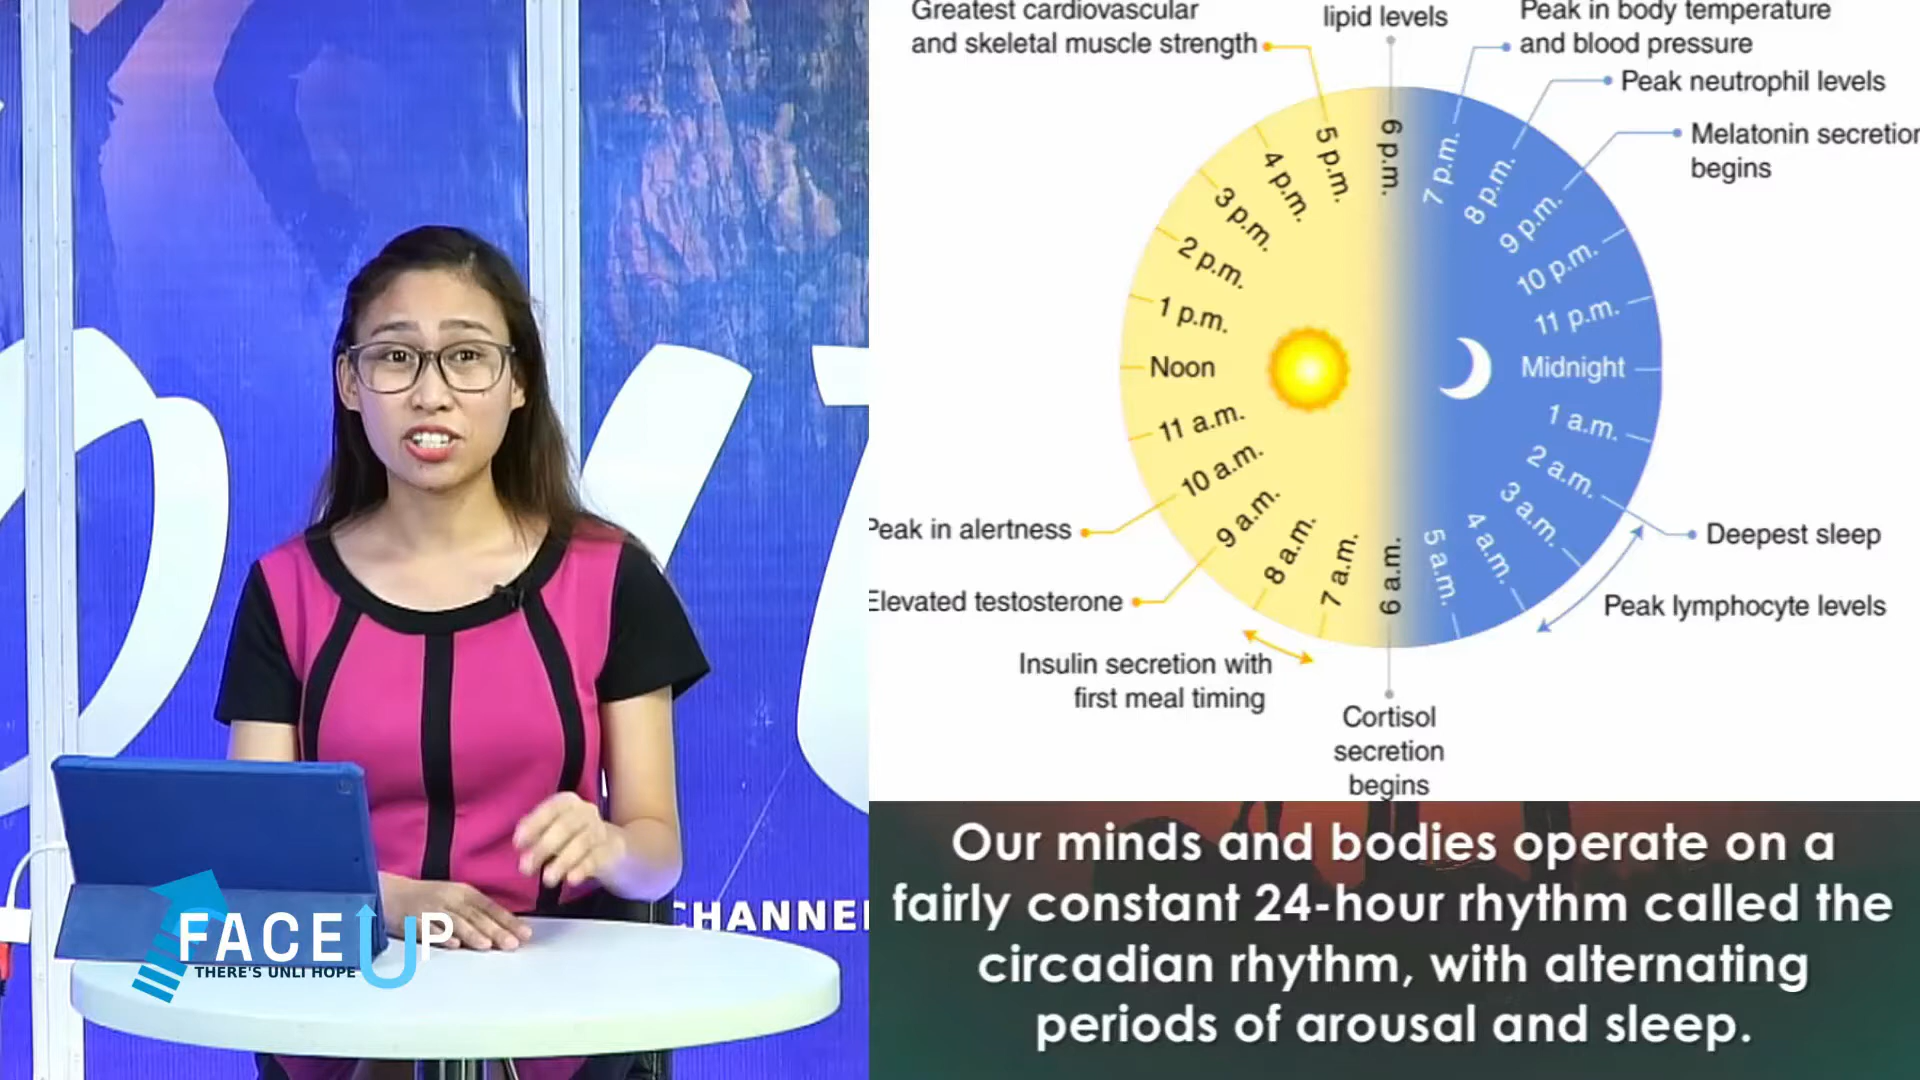 Greatest cardiovascular
and skeletal muscle strength
lipid levels
Peak in body temperature
and blood pressure
Peak neutrophil levels
Melatonin secretion
begins
5 p.m.
6 p.m.
7 p.m.
4 p.m.
8 p.m.
3 p.m.
9 p.m.
2 p.m.
10 p.m.
1 p.m.
11 p.m.
Noon
Midnight
11 a.m.
1 a.m.
10 a.m.
2 a.m.
9 a.m.
3 a.m.
8 a.m.
4 a.m.
7 a.m.
6 a.m.
5 a.m.
Peak in alertness
Deepest sleep
Elevated testosterone
Peak lymphocyte levels
Insulin secretion with
first meal timing
Cortisol
secretion
begins
Our minds and bodies operate on a
fairly constant 24-hour rhythm called the
circadian rhythm, with alternating
periods of arousal and sleep.
CHANNE
FACE UP
THERE'S UNLI HOPE